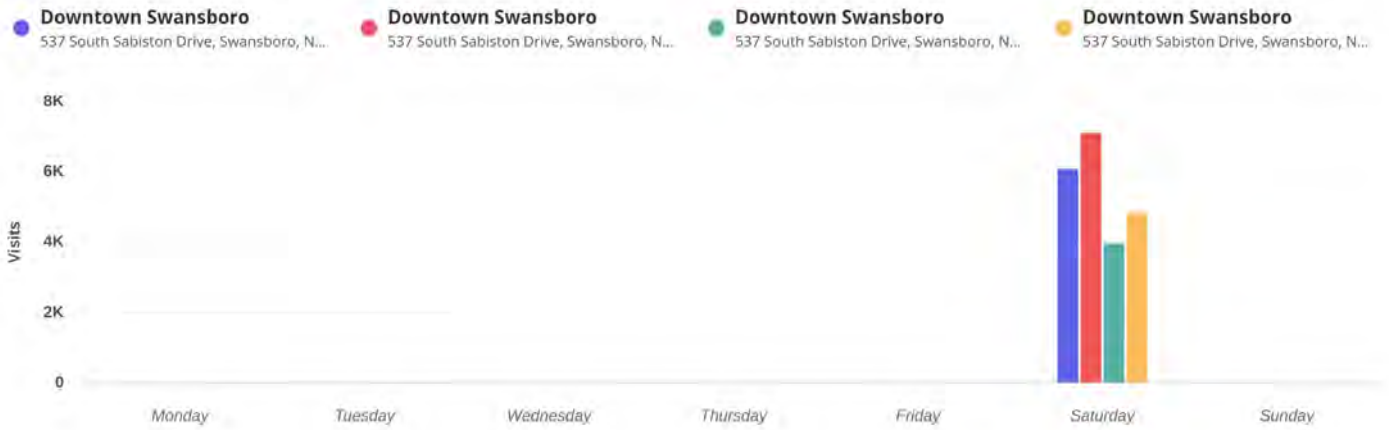 Downtown Swansboro
537 South Sabiston Drive, Swansboro, N...
Downtown Swansboro
537 South Sabiston Drive, Swansboro, N...
Downtown Swansboro
537 South Sabiston Drive, Swansboro, N...
Downtown Swansboro
537 South Sabiston Drive, Swansboro, N...
8K
6K
4K
2K
0
Visits
Monday Tuesday Wednesday Thursday Friday Saturday Sunday